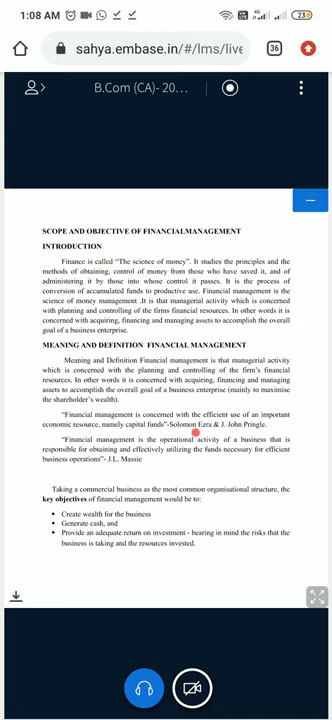 1:08 AM
4G
23
sahya.embase.in/#/lms/live
36
B.Com (CA)- 20...
SCOPE AND OBJECTIVE OF FINANCIALMANAGEMENT
INTRODUCTION
Finance is called “The science of money”. It studies the principles and the
methods of obtaining, control of money from those who have saved it, and of
administering it by those into whose control it passes. It is the process of
conversion of accumulated funds to productive use. Financial management is the
science of money management .It is that managerial activity which is concerned
with planning and controlling of the firms financial resources. In other words it is
concerned with acquiring, financing and managing assets to accomplish the overall
goal of a business enterprise.
MEANING AND DEFINITION FINANCIAL MANAGEMENT
Meaning and Definition Financial management is that managerial activity
which is concerned with the planning and controlling of the firm’s financial
resources. In other words it is concerned with acquiring, financing and managing
assets to accomplish the overall goal of a business enterprise (mainly to maximise
the shareholder’s wealth).
“Financial management is concerned with the efficient use of an important
economic resource, namely capital funds”-Solomon Ezra & J. John Pringle.
“Financial management is the operational activity of a business that is
responsible for obtaining and effectively utilizing the funds necessary for efficient
business operations”- J.L. Massie
Taking a commercial business as the most common organisational structure, the
key objectives of financial management would be to:
• Create wealth for the business
• Generate cash, and
• Provide an adequate return on investment - bearing in mind the risks that the
business is taking and the resources invested.